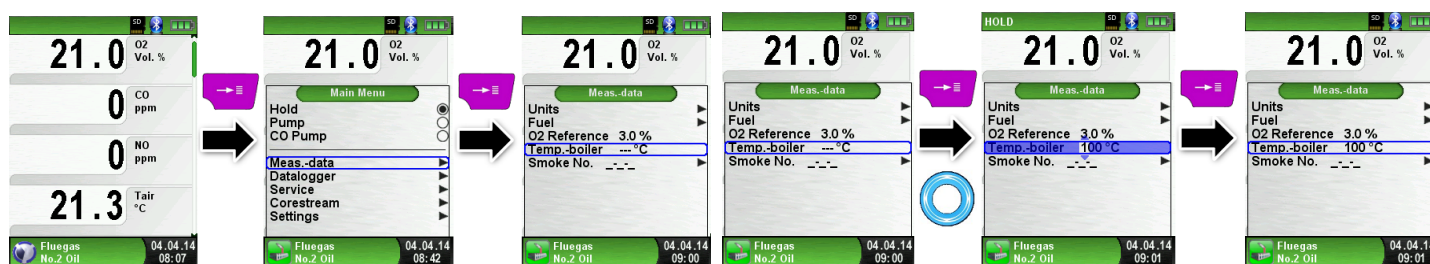 SD
21.0 O2 Vol. %
0 CO ppm
0 NO ppm
21.3 Tair °C
Fluegas 04.04.14
No.2 Oil 08:07
SD
21.0 O2 Vol. %
Main Menu
Hold
Pump
CO Pump
Meas.-data
Datalogger
Service
Corestream
Settings
Fluegas 04.04.14
No.2 Oil 08:42
SD
21.0 O2 Vol. %
Meas.-data
Units
Fuel
O2 Reference 3.0 %
Temp.-boiler ---°C
Smoke No. _-_-_
Fluegas 04.04.14
No.2 Oil 09:00
SD
21.0 O2 Vol. %
Meas.-data
Units
Fuel
O2 Reference 3.0 %
Temp.-boiler ---°C
Smoke No. _-_-_
Fluegas 04.04.14
No.2 Oil 09:00
HOLD SD
21.0 O2 Vol. %
Meas.-data
Units
Fuel
O2 Reference 3.0 %
Temp.-boiler 100 °C
Smoke No. _-_-_
Fluegas 04.04.14
No.2 Oil 09:01
SD
21.0 O2 Vol. %
Meas.-data
Units
Fuel
O2 Reference 3.0 %
Temp.-boiler 100 °C
Smoke No. _-_-_
Fluegas 04.04.14
No.2 Oil 09:01